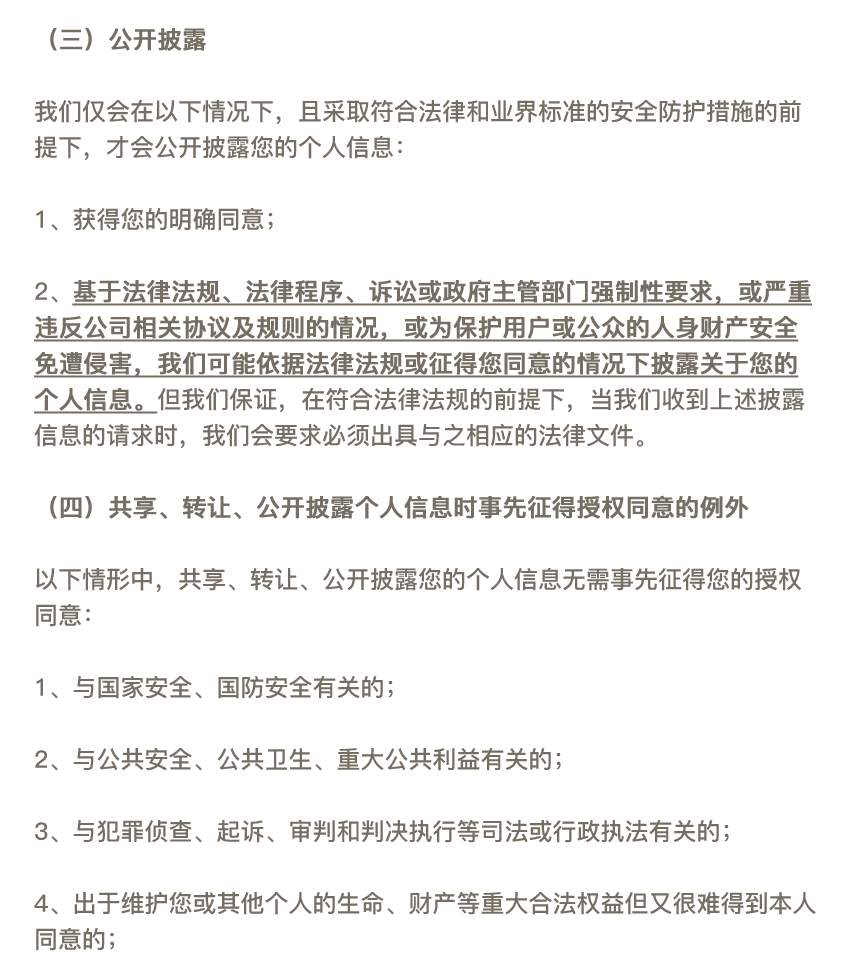 （三）公开披露
我们仅会在以下情况下，且采取符合法律和业界标准的安全防护措施的前
提下，才会公开披露您的个人信息：
1、获得您的明确同意；
2、基于法律法规、法律程序、诉讼或政府主管部门强制性要求，或严重
违反公司相关协议及规则的情况，或为保护用户或公众的人身财产安全
免遭侵害，我们可能依据法律法规或征得您同意的情况下披露关于您的
个人信息。但我们保证，在符合法律法规的前提下，当我们收到上述披露
信息的请求时，我们会要求必须出具与之相应的法律文件。
（四）共享、转让、公开披露个人信息时事先征得授权同意的例外
以下情形中，共享、转让、公开披露您的个人信息无需事先征得您的授权
同意：
1、与国家安全、国防安全有关的；
2、与公共安全、公共卫生、重大公共利益有关的；
3、与犯罪侦查、起诉、审判和判决执行等司法或行政执法有关的；
4、出于维护您或其他个人的生命、财产等重大合法权益但又很难得到本人
同意的；